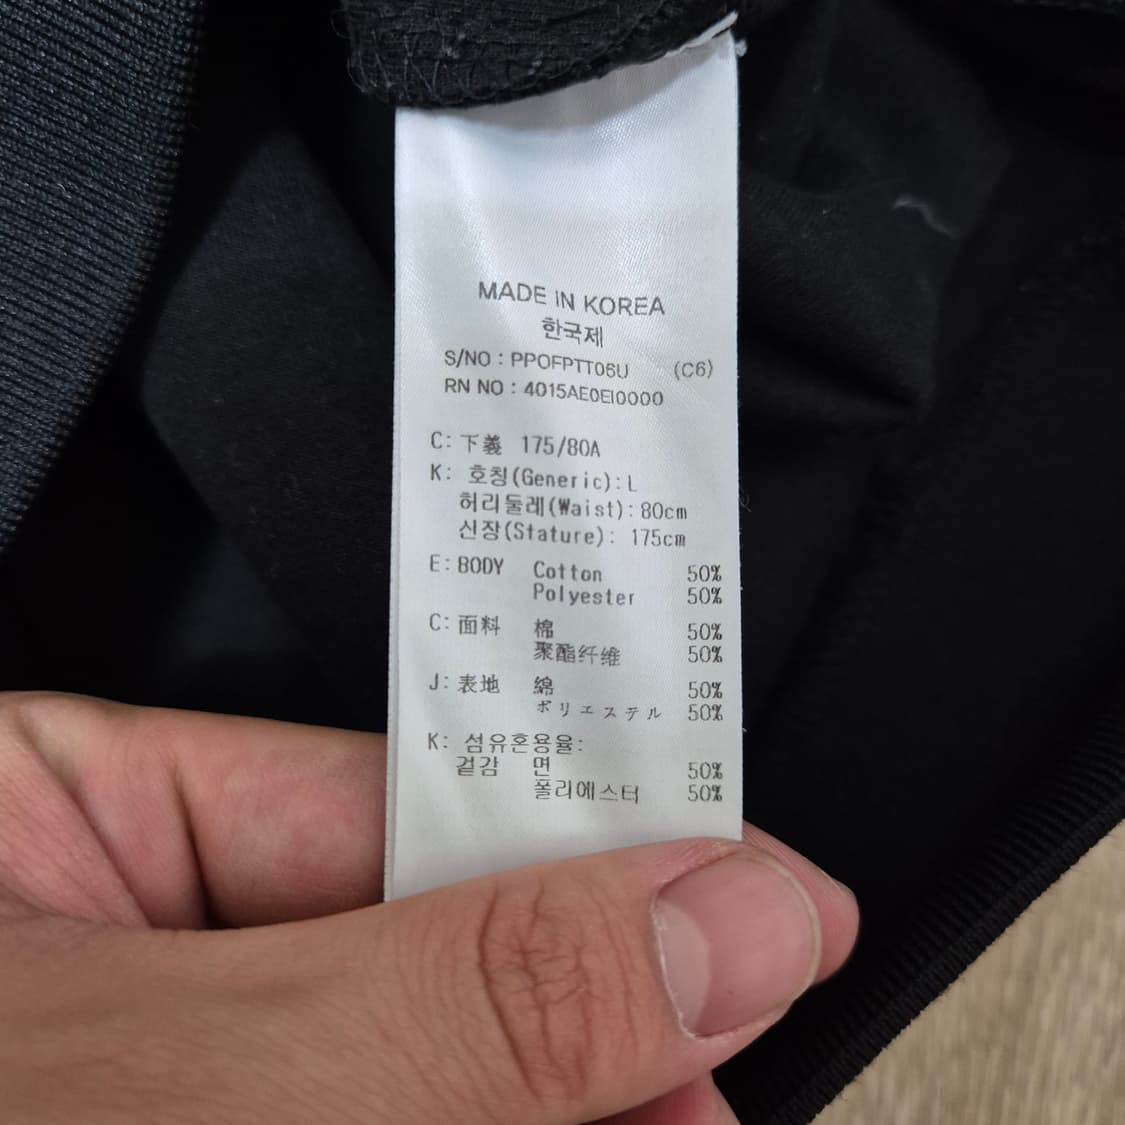 MADE IN KOREA
한국제
S/NO : PPOFPTT06U (C6)
RN NO : 4015AE0EI0000
C: 下義 175/80A
K: 호칭(Generic):L
허리둘레(Waist):80cm
신장(Stature): 175cm
E: BODY Cotton 50%
Polyester 50%
C: 面料 棉 50%
聚酯纤维 50%
J: 表地 綿 50%
ポリエステル 50%
K: 섬유혼용율:
겉감 면 50%
폴리에스터 50%